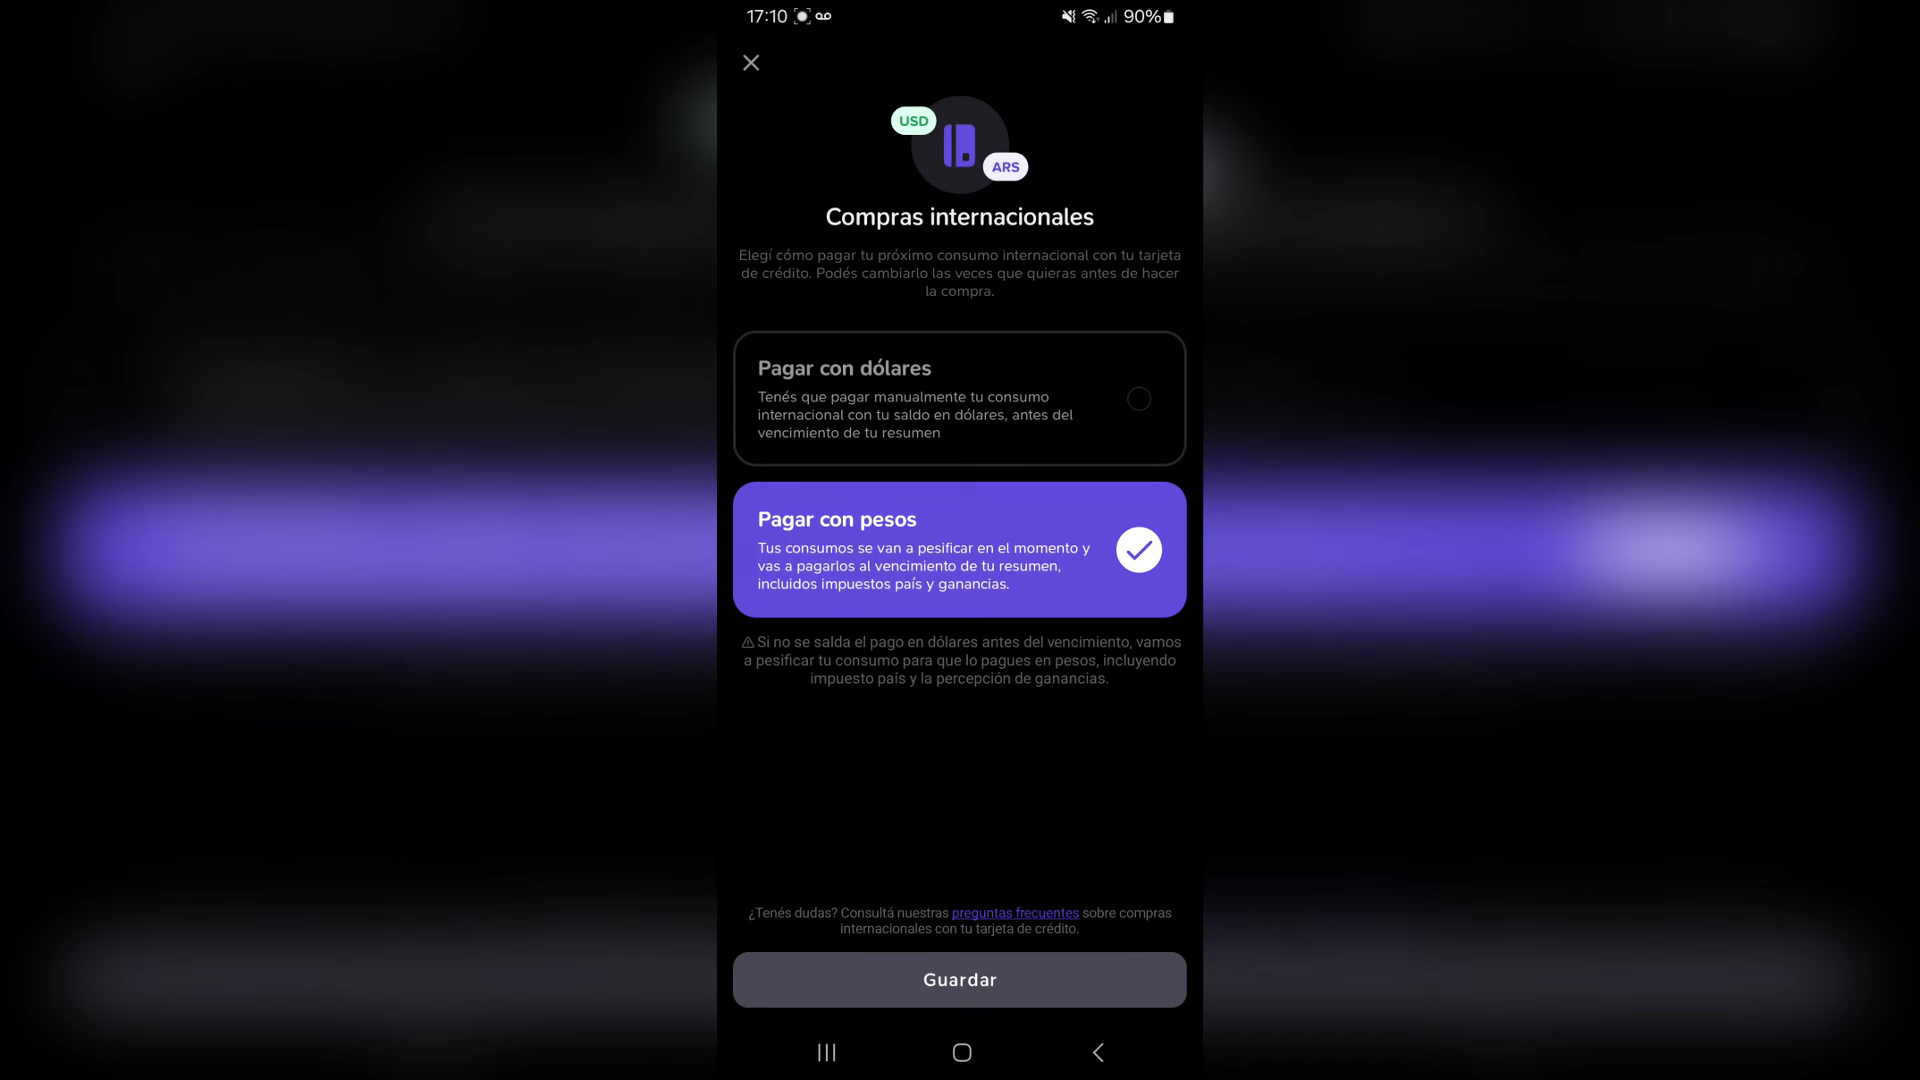 17:10
90%
USD
ARS
Compras internacionales
Elegí cómo pagar tu próximo consumo internacional con tu tarjeta
de crédito. Podés cambiarlo las veces que quieras antes de hacer
la compra.
Pagar con dólares
Tenés que pagar manualmente tu consumo
internacional con tu saldo en dólares, antes del
vencimiento de tu resumen
Pagar con pesos
Tus consumos se van a pesificar en el momento y
vas a pagarlos al vencimiento de tu resumen,
incluidos impuestos país y ganancias.
Si no se salda el pago en dólares antes del vencimiento, vamos
a pesificar tu consumo para que lo pagues en pesos, incluyendo
impuesto país y la percepción de ganancias.
¿Tenés dudas? Consultá nuestras preguntas frecuentes sobre compras
internacionales con tu tarjeta de crédito.
Guardar